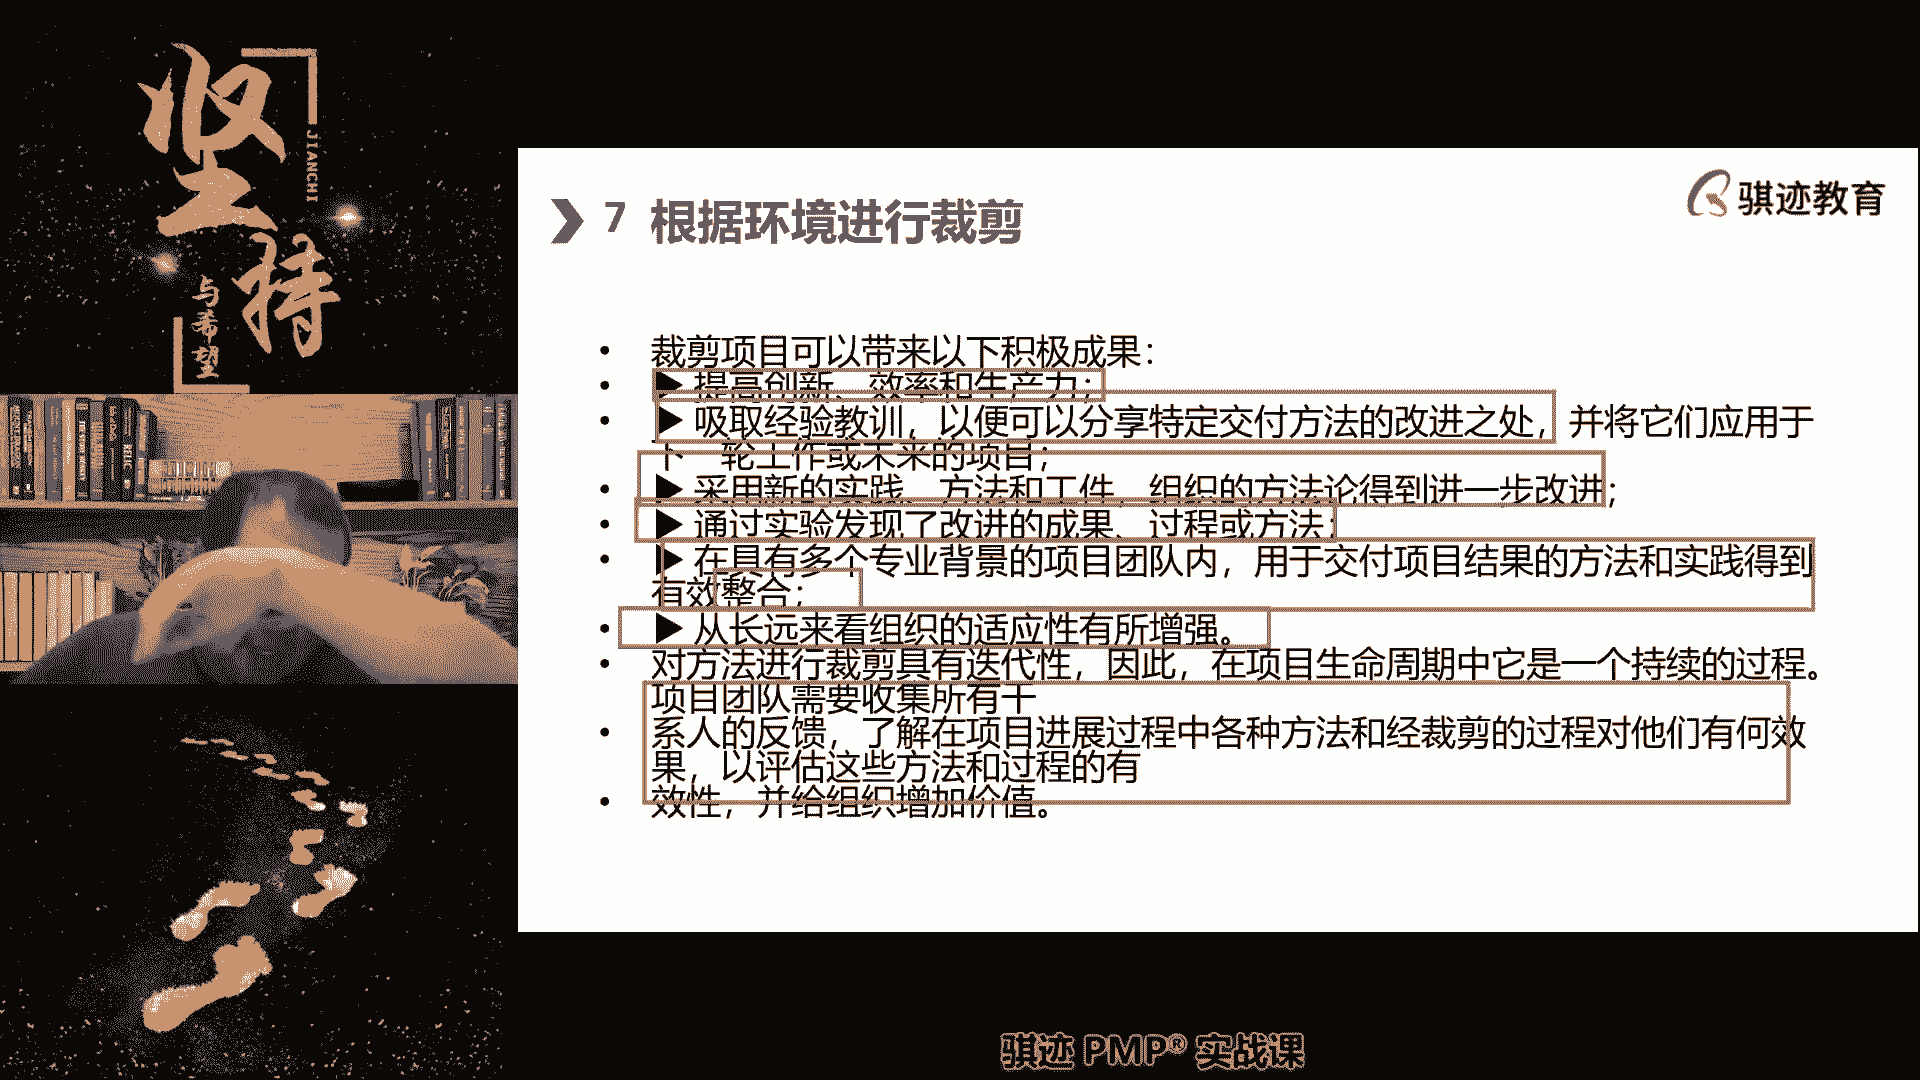 坚持
JIANCHI
与希望
骐迹教育
7 根据环境进行裁剪
• 裁剪项目可以带来以下积极成果：
• ▶ 提高创新、效率和生产力；
• ▶ 吸取经验教训，以便可以分享特定交付方法的改进之处，并将它们应用于
下一轮工作或未来的项目；
• ▶ 采用新的实践、方法和工件，组织的方法论得到进一步改进；
• ▶ 通过实验发现了改进的成果、过程或方法；
• ▶ 在具有多个专业背景的项目团队内，用于交付项目结果的方法和实践得到
有效整合；
• ▶ 从长远来看组织的适应性有所增强。
• 对方法进行裁剪具有迭代性，因此，在项目生命周期中它是一个持续的过程。
项目团队需要收集所有干
• 系人的反馈，了解在项目进展过程中各种方法和经裁剪的过程对他们有何效
果，以评估这些方法和过程的有
• 效性，并给组织增加价值。
骐迹 PMP® 实战课